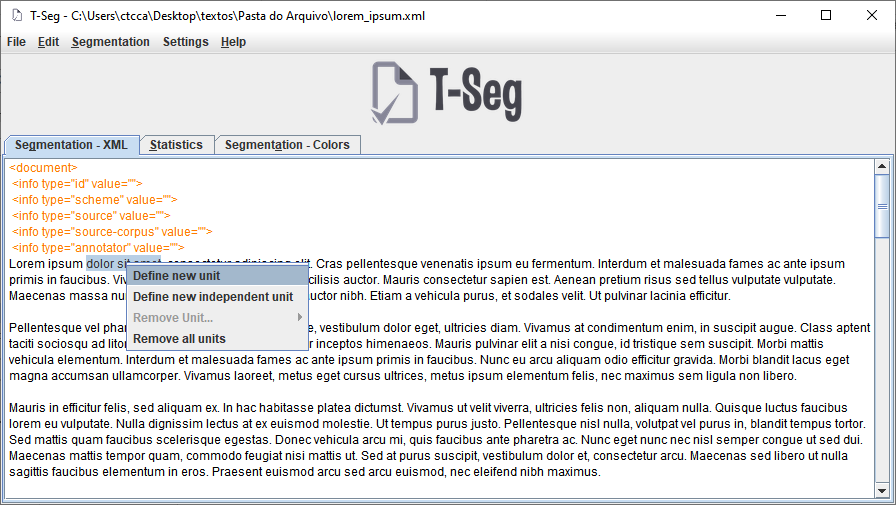 T-Seg - C:\Users\ctcca\Desktop\textos\Pasta do Arquivo\lorem_ipsum.xml
File Edit Segmentation Settings Help
T-Seg
Segmentation - XML Statistics Segmentation - Colors
<document>
<info type="id" value="">
<info type="scheme" value="">
<info type="source" value="">
<info type="source-corpus" value="">
<info type="annotator" value="">
Lorem ipsum dolor sit amet, consectetur adipiscing elit. Cras pellentesque venenatis ipsum eu fermentum. Interdum et malesuada fames ac ante ipsum
Define new unit
primis in faucibus. facilisis auctor. Mauris consectetur sapien est. Aenean pretium risus sed tellus vulputate vulputate.
Define new independent unit
Maecenas massa auctor nibh. Etiam a vehicula purus, et sodales velit. Ut pulvinar lacinia efficitur.
Remove Unit...
Pellentesque vel vestibulum dolor eget, ultricies diam. Vivamus at condimentum enim, in suscipit augue. Class aptent
Remove all units
taciti sociosqu ad per inceptos himenaeos. Mauris pulvinar elit a nisi congue, id tristique sem suscipit. Morbi mattis
vehicula elementum. Interdum et malesuada fames ac ante ipsum primis in faucibus. Nunc eu arcu aliquam odio efficitur gravida. Morbi blandit lacus eget
magna accumsan ullamcorper. Vivamus laoreet, metus eget cursus ultrices, metus ipsum elementum felis, nec maximus sem ligula non libero.
Mauris in efficitur felis, sed aliquam ex. In hac habitasse platea dictumst. Vivamus ut velit viverra, ultricies felis non, aliquam nulla. Quisque luctus faucibus
lorem eu vulputate. Nulla dignissim lectus at ex euismod molestie. Ut tempus purus justo. Pellentesque nisl nulla, volutpat vel purus in, blandit tempus tortor.
Sed mattis quam faucibus scelerisque egestas. Donec vehicula arcu mi, quis faucibus ante pharetra ac. Nunc eget nunc nec nisl semper congue ut sed dui.
Maecenas mattis tempor quam, commodo feugiat nisi mattis ut. Sed at purus suscipit, vestibulum dolor et, consectetur arcu. Maecenas sed libero ut nulla
sagittis faucibus elementum in eros. Praesent euismod arcu sed arcu euismod, nec eleifend nibh maximus.